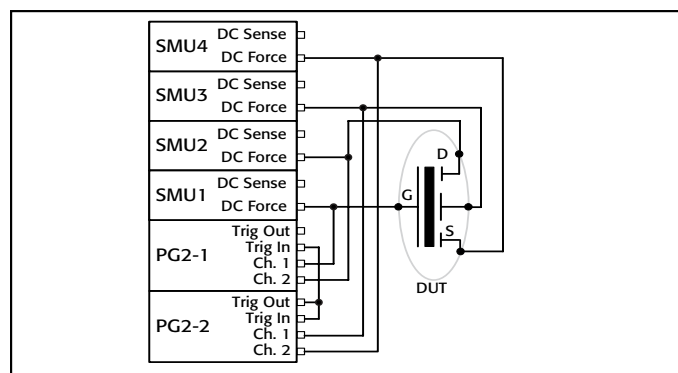 SMU4
DC Sense
DC Force
SMU3
DC Sense
DC Force
SMU2
DC Sense
DC Force
SMU1
DC Sense
DC Force
PG2-1
Trig Out
Trig In
Ch. 1
Ch. 2
PG2-2
Trig Out
Trig In
Ch. 1
Ch. 2
D
G
S
DUT